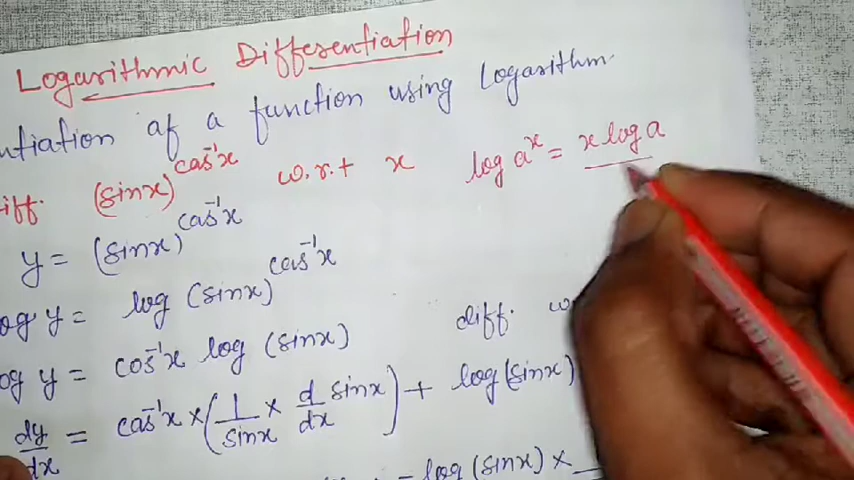 Logarithmic Differentiation
ntiation of a function using Logarithm.
iff. (sinx)^cos⁻¹x w.r.t x log a^x = x log a
y = (sinx)^cos⁻¹x
og y = log (sinx)^cos⁻¹x
og y = cos⁻¹x log (sinx) diff. w
dy/dx = cos⁻¹x × (1/sinx × d/dx sinx) + log(sinx)
= log (sinx) ×